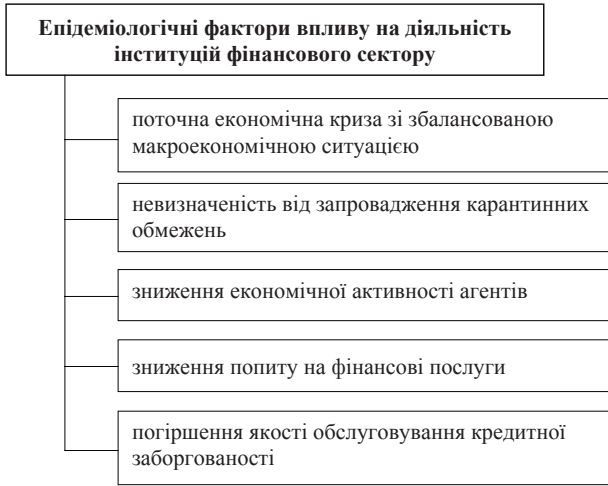 Епідеміологічні фактори впливу на діяльність
інституцій фінансового сектору
поточна економічна криза зі збалансованою
макроекономічною ситуацією
невизначеність від запровадження карантинних
обмежень
зниження економічної активності агентів
зниження попиту на фінансові послуги
погіршення якості обслуговування кредитної
заборгованості